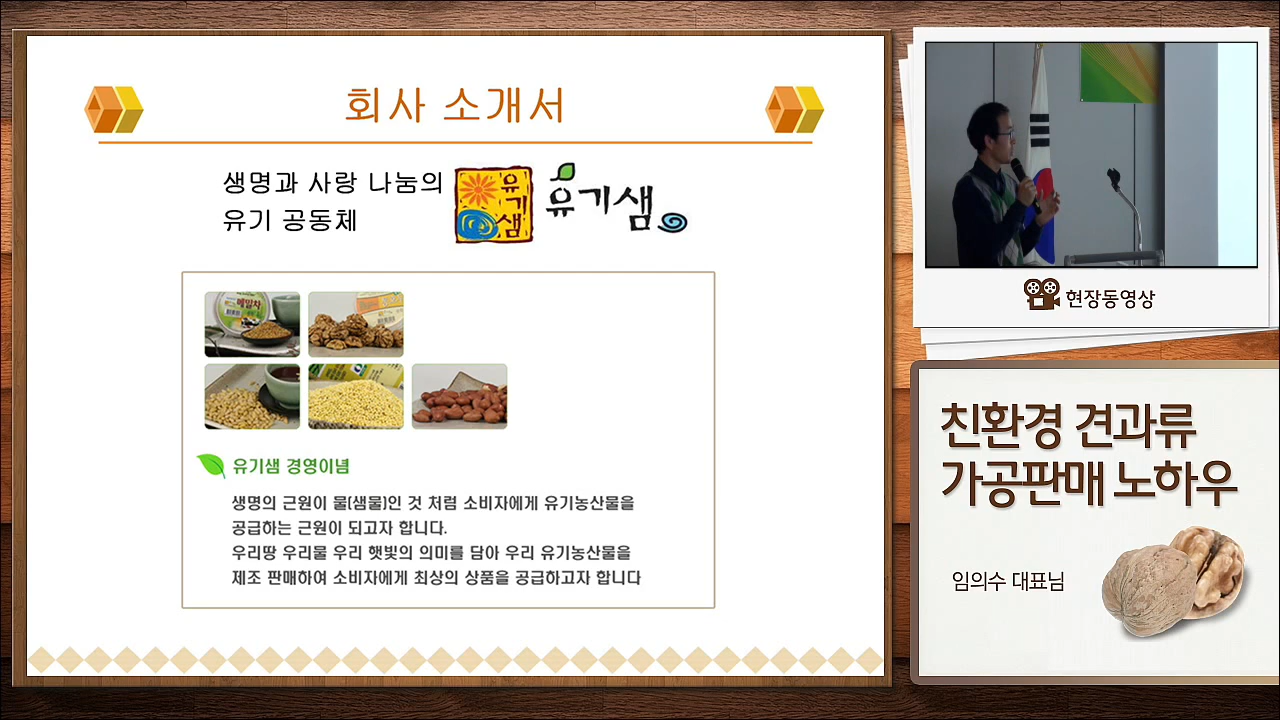 회사 소개서
생명과 사랑 나눔의
유기 공동체
유기샘
유기샘
메밀차
유기샘 경영이념
생명의 근원이 물(샘물)인 것 처럼 소비자에게 유기농산물을
공급하는 근원이 되고자 합니다.
우리땅 우리물 우리 햇빛의 의미를 담아 우리 유기농산물을
제조 판매하여 소비자에게 최상의 상품을 공급하고자 합니다
현장동영상
친환경 견과류
가공판매 노하우
임의수 대표님